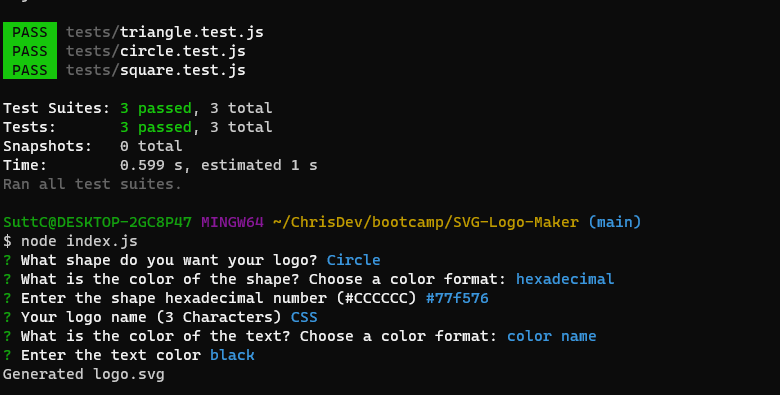 PASS tests/triangle.test.js
PASS tests/circle.test.js
PASS tests/square.test.js
Test Suites: 3 passed, 3 total
Tests: 3 passed, 3 total
Snapshots: 0 total
Time: 0.599 s, estimated 1 s
Ran all test suites.
SuttC@DESKTOP-2GC8P47 MINGW64 ~/ChrisDev/bootcamp/SVG-Logo-Maker (main)
$ node index.js
? What shape do you want your logo? Circle
? What is the color of the shape? Choose a color format: hexadecimal
? Enter the shape hexadecimal number (#CCCCCC) #77f576
? Your logo name (3 Characters) CSS
? What is the color of the text? Choose a color format: color name
? Enter the text color black
Generated logo.svg